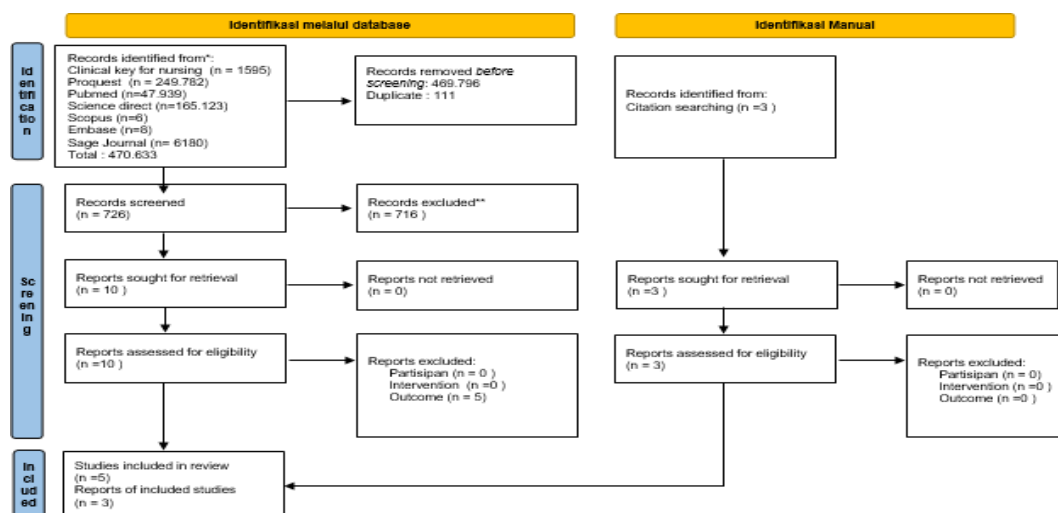 Identifikasi melalui database
Identifikasi Manual
Id
en
tifi
ca
tio
n
Records identified from*:
Clinical key for nursing (n = 1595)
Proquest (n = 249.782)
Pubmed (n=47.939)
Science direct (n=165.123)
Scopus (n=6)
Embase (n=8)
Sage Journal (n= 6180)
Total : 470.633
Records removed before
screening: 469.796
Duplicate : 111
Records identified from:
Citation searching (n =3 )
Sc
re
en
in
g
Records screened
(n = 726)
Records excluded**
(n = 716 )
Reports sought for retrieval
(n = 10 )
Reports not retrieved
(n = 0)
Reports sought for retrieval
(n =3 )
Reports not retrieved
(n = 0)
Reports assessed for eligibility
(n =10 )
Reports excluded:
Partisipan (n = 0 )
Intervention (n =0 )
Outcome (n = 5)
Reports assessed for eligibility
(n = 3)
Reports excluded:
Partisipan (n = 0)
Intervention (n =0 )
Outcome (n =0 )
In
cl
ud
ed
Studies included in review
(n =5)
Reports of included studies
(n = 3)